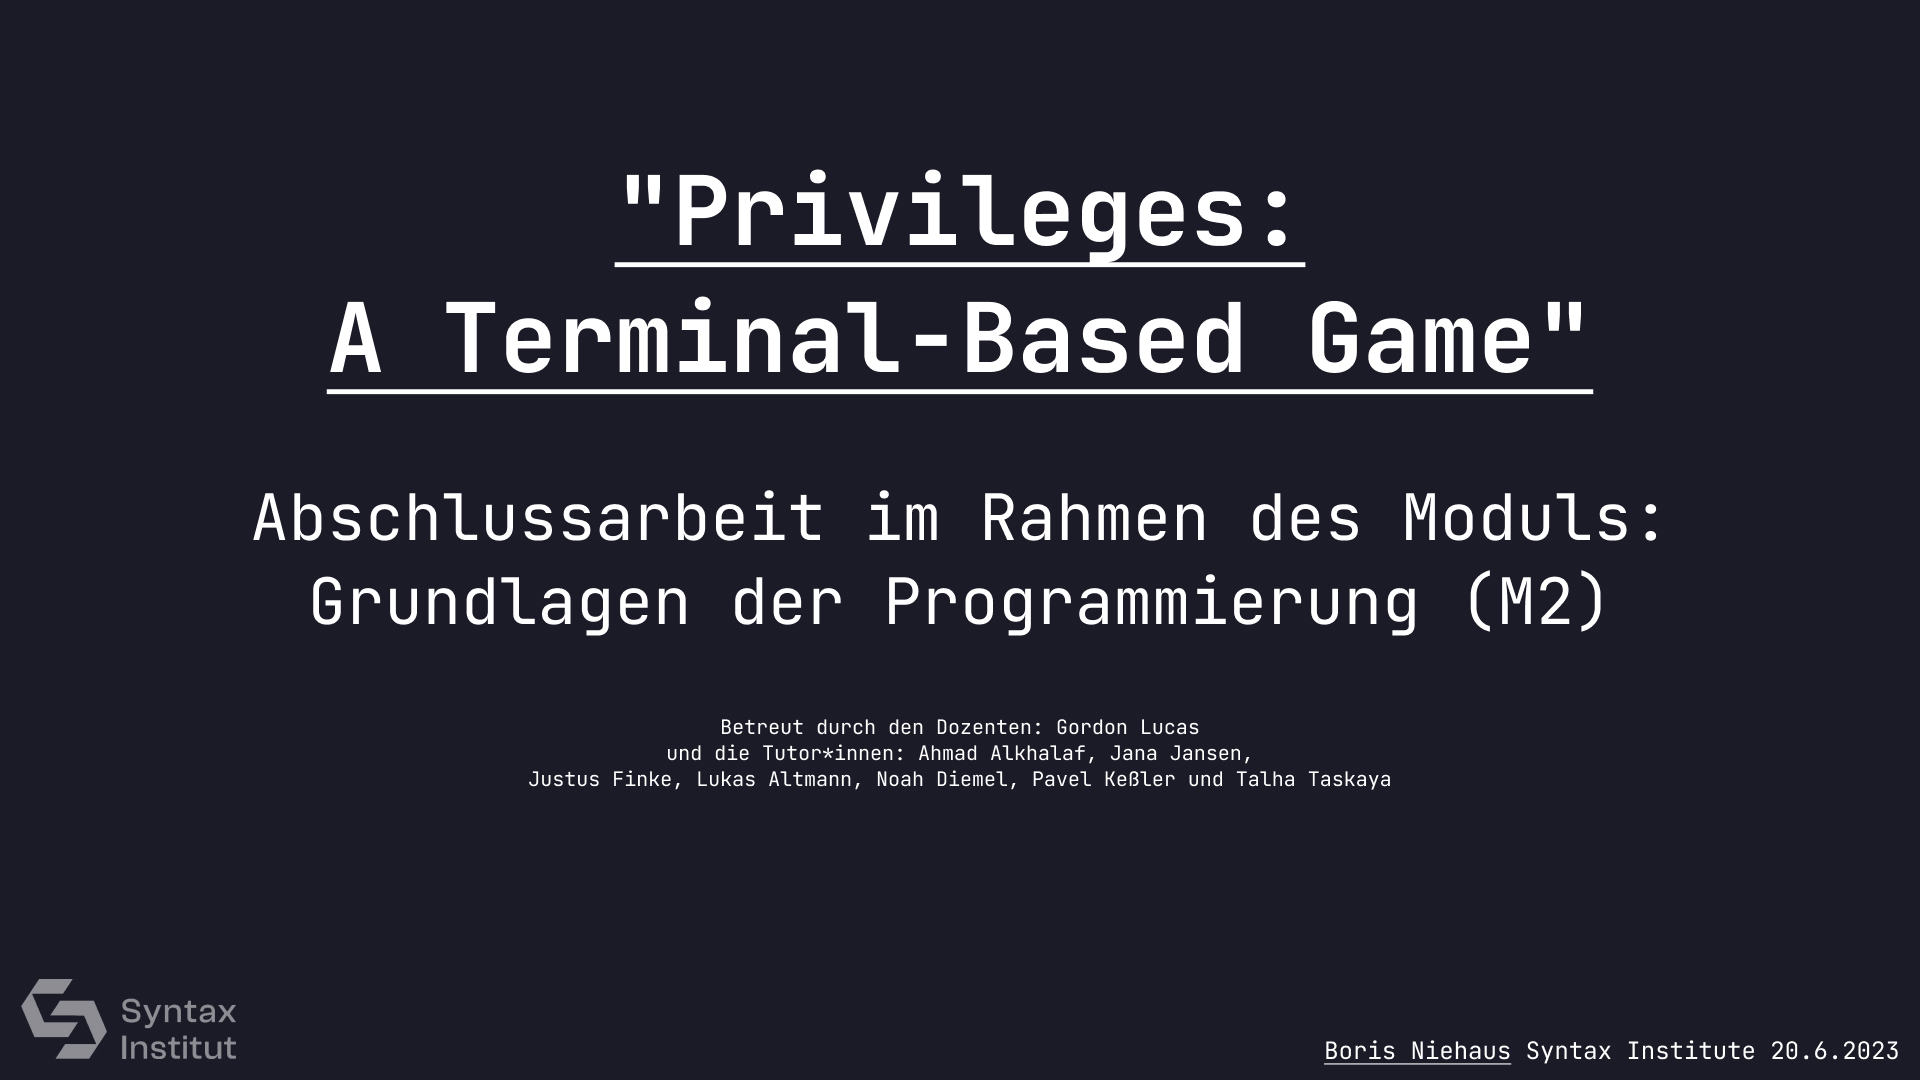 "Privileges:
A Terminal-Based Game"
Abschlussarbeit im Rahmen des Moduls:
Grundlagen der Programmierung (M2)
Betreut durch den Dozenten: Gordon Lucas
und die Tutor*innen: Ahmad Alkhalaf, Jana Jansen,
Justus Finke, Lukas Altmann, Noah Diemel, Pavel Keßler und Talha Taskaya
Syntax
Institut
Boris Niehaus Syntax Institute 20.6.2023